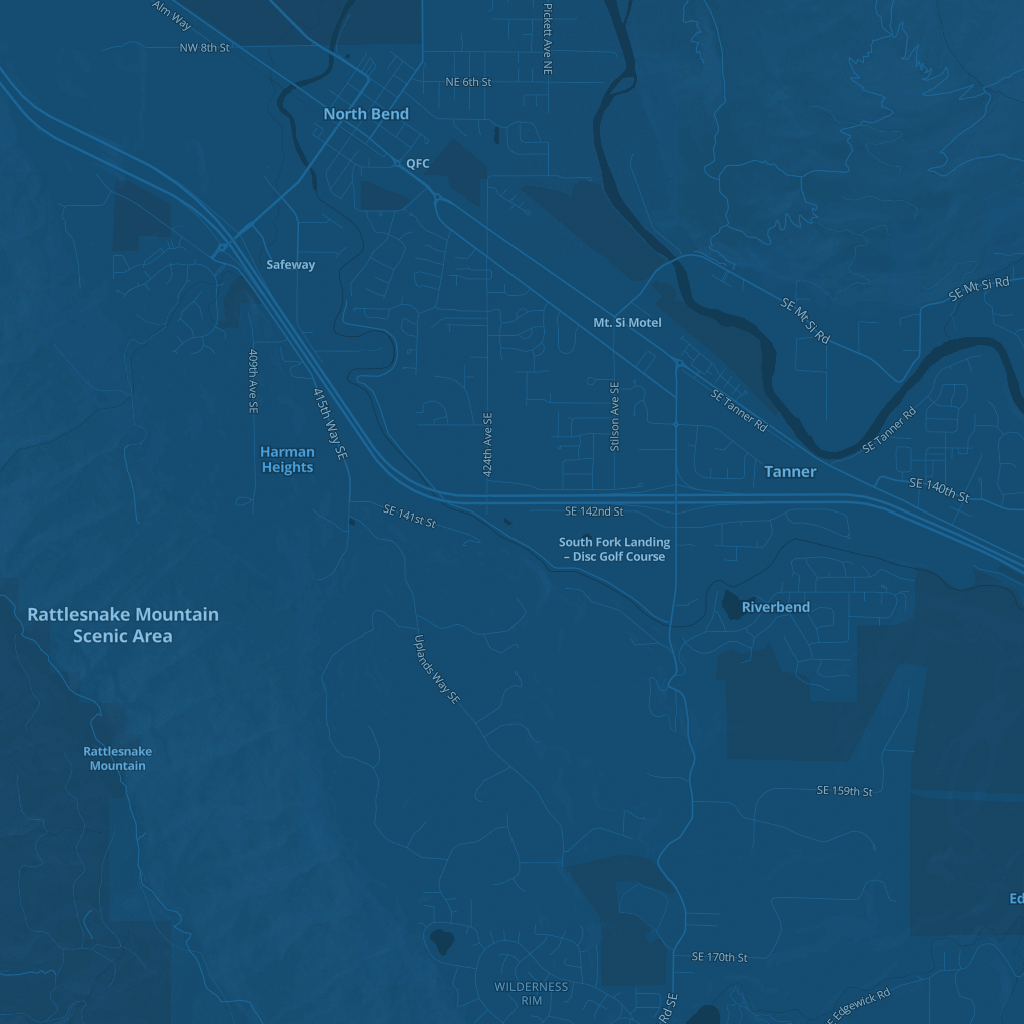 Alm Way
NW 8th St
Pickett Ave NE
NE 6th St
North Bend
QFC
Safeway
SE Mt Si Rd
SE Mt Si Rd
Mt. Si Motel
409th Ave SE
415th Way SE
424th Ave SE
Stilson Ave SE
SE Tanner Rd
SE Tanner Rd
Harman
Heights
Tanner
SE 140th St
SE 141st St
SE 142nd St
South Fork Landing
– Disc Golf Course
Rattlesnake Mountain
Scenic Area
Riverbend
Uplands Way SE
Rattlesnake
Mountain
SE 159th St
Ed
SE 170th St
WILDERNESS
RIM
Rd SE
E Edgewick Rd